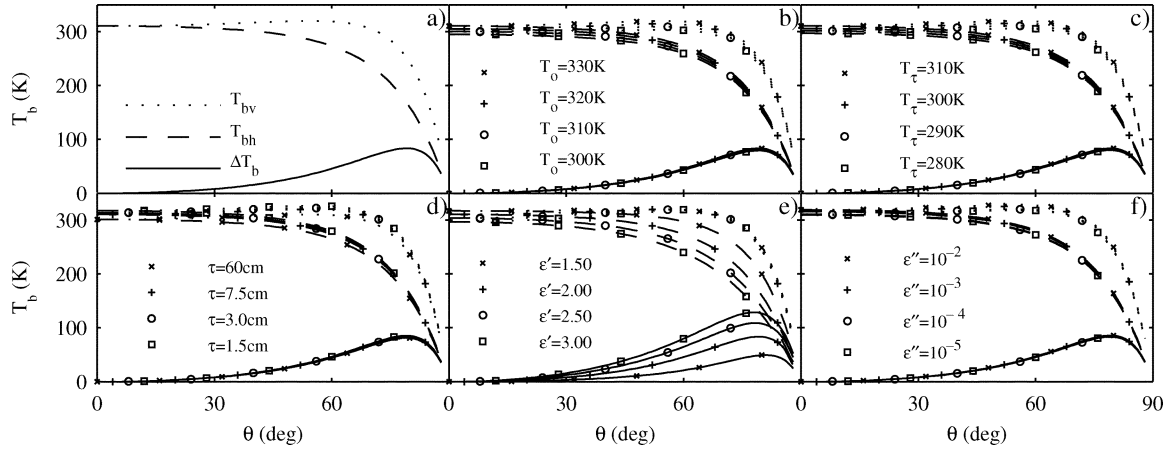 a)
b)
c)
300
200
100
0
T_b (K)
T_bv
T_bh
ΔT_b
T_o=330K
T_o=320K
T_o=310K
T_o=300K
T_τ=310K
T_τ=300K
T_τ=290K
T_τ=280K
d)
e)
f)
300
200
100
0
T_b (K)
τ=60cm
τ=7.5cm
τ=3.0cm
τ=1.5cm
ε′=1.50
ε′=2.00
ε′=2.50
ε′=3.00
ε″=10⁻²
ε″=10⁻³
ε″=10⁻⁴
ε″=10⁻⁵
0 30 60 0 30 60 0 30 60 90
θ (deg) θ (deg) θ (deg)